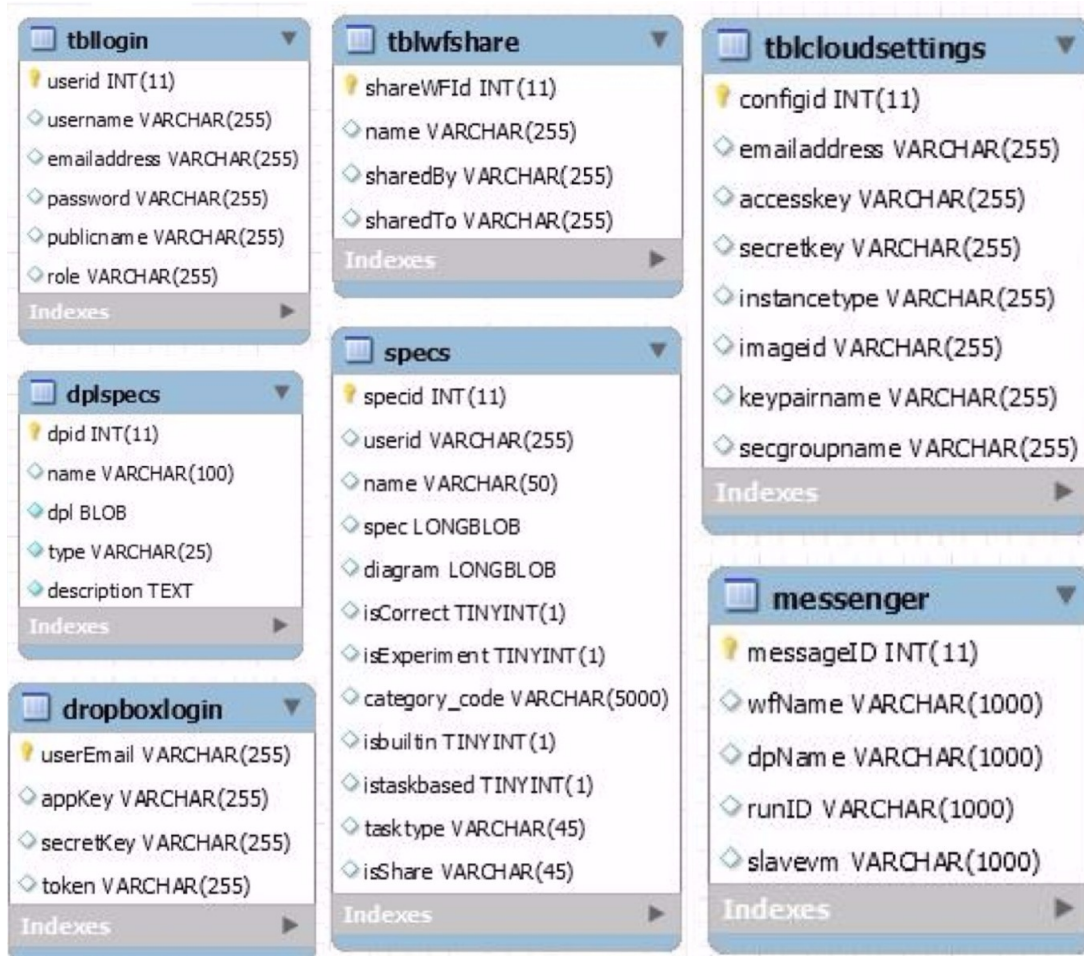 tbllogin
userid INT(11)
username VARCHAR(255)
emailaddress VARCHAR(255)
password VARCHAR(255)
publicname VARCHAR(255)
role VARCHAR(255)
Indexes
dplspecs
dpid INT(11)
name VARCHAR(100)
dpl BLOB
type VARCHAR(25)
description TEXT
Indexes
dropboxlogin
userEmail VARCHAR(255)
appKey VARCHAR(255)
secretKey VARCHAR(255)
token VARCHAR(255)
Indexes
tblwfshare
shareWFId INT(11)
name VARCHAR(255)
sharedBy VARCHAR(255)
sharedTo VARCHAR(255)
Indexes
specs
specid INT(11)
userid VARCHAR(255)
name VARCHAR(50)
spec LONGBLOB
diagram LONGBLOB
isCorrect TINYINT(1)
isExperiment TINYINT(1)
category_code VARCHAR(5000)
isbuiltin TINYINT(1)
istaskbased TINYINT(1)
tasktype VARCHAR(45)
isShare VARCHAR(45)
Indexes
tblcloudsettings
configid INT(11)
emailaddress VARCHAR(255)
accesskey VARCHAR(255)
secretkey VARCHAR(255)
instancetype VARCHAR(255)
imageid VARCHAR(255)
keypairname VARCHAR(255)
secgroupname VARCHAR(255)
Indexes
messenger
messageID INT(11)
wfName VARCHAR(1000)
dpName VARCHAR(1000)
runID VARCHAR(1000)
slavevm VARCHAR(1000)
Indexes